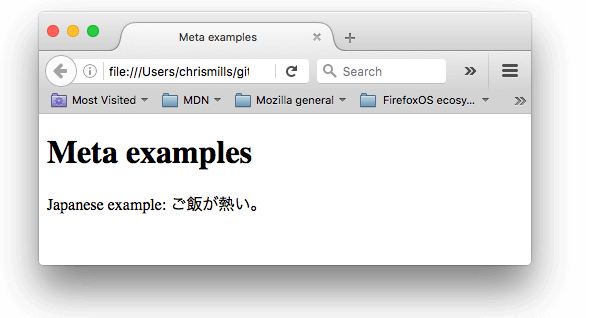 Meta examples
file:///Users/chrismills/git
Search
Most Visited
MDN
Mozilla general
FirefoxOS ecosy...
Meta examples
Japanese example: ご飯が熱い。